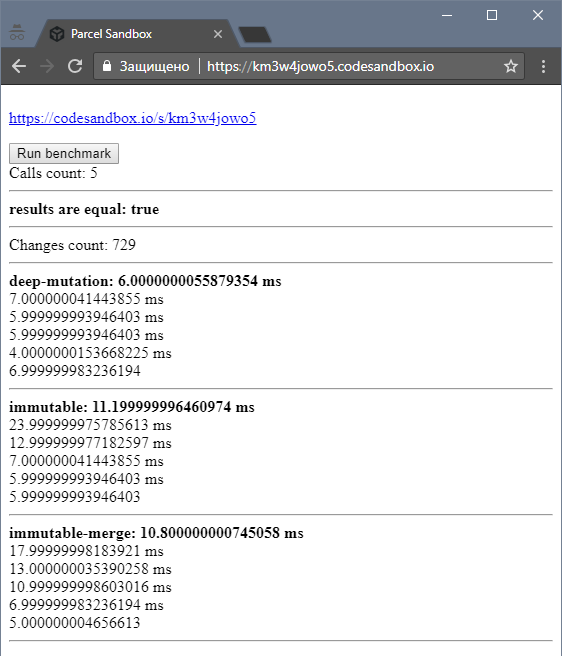 Parcel Sandbox
Защищено
https://km3w4jowo5.codesandbox.io
https://codesandbox.io/s/km3w4jowo5
Run benchmark
Calls count: 5
results are equal: true
Changes count: 729
deep-mutation: 6.0000000055879354 ms
7.000000041443855 ms
5.999999993946403 ms
5.999999993946403 ms
4.0000000153668225 ms
6.999999983236194
immutable: 11.199999996460974 ms
23.999999975785613 ms
12.999999977182597 ms
7.000000041443855 ms
5.999999993946403 ms
5.999999993946403
immutable-merge: 10.800000000745058 ms
17.99999998183921 ms
13.000000035390258 ms
10.999999998603016 ms
6.999999983236194 ms
5.000000004656613